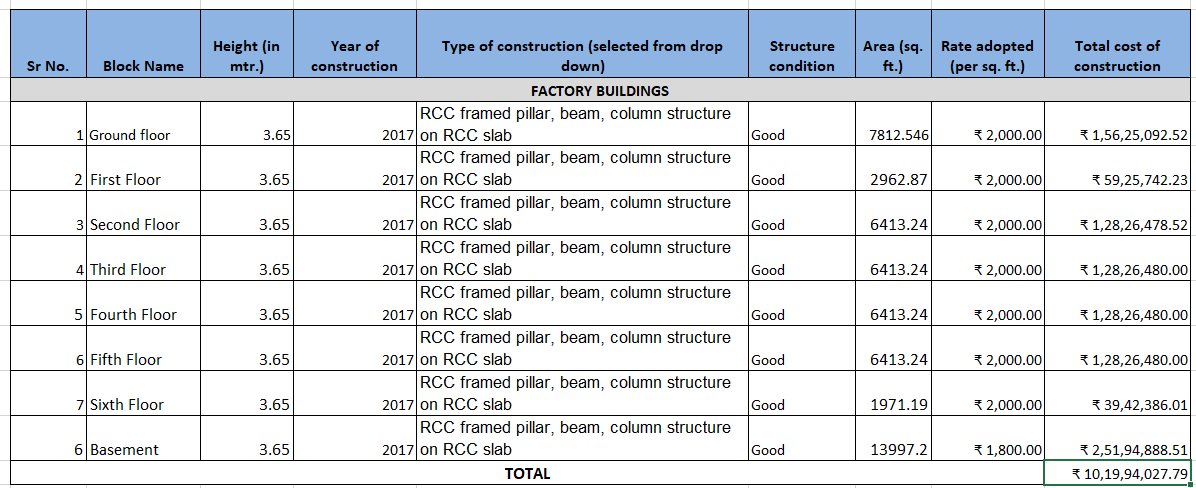 Sr No. Block Name Height (in mtr.) Year of construction Type of construction (selected from drop down) Structure condition Area (sq. ft.) Rate adopted (per sq. ft.) Total cost of construction
FACTORY BUILDINGS
1 Ground floor 3.65 2017 RCC framed pillar, beam, column structure on RCC slab Good 7812.546 ₹ 2,000.00 ₹ 1,56,25,092.52
2 First Floor 3.65 2017 RCC framed pillar, beam, column structure on RCC slab Good 2962.87 ₹ 2,000.00 ₹ 59,25,742.23
3 Second Floor 3.65 2017 RCC framed pillar, beam, column structure on RCC slab Good 6413.24 ₹ 2,000.00 ₹ 1,28,26,478.52
4 Third Floor 3.65 2017 RCC framed pillar, beam, column structure on RCC slab Good 6413.24 ₹ 2,000.00 ₹ 1,28,26,480.00
5 Fourth Floor 3.65 2017 RCC framed pillar, beam, column structure on RCC slab Good 6413.24 ₹ 2,000.00 ₹ 1,28,26,480.00
6 Fifth Floor 3.65 2017 RCC framed pillar, beam, column structure on RCC slab Good 6413.24 ₹ 2,000.00 ₹ 1,28,26,480.00
7 Sixth Floor 3.65 2017 RCC framed pillar, beam, column structure on RCC slab Good 1971.19 ₹ 2,000.00 ₹ 39,42,386.01
6 Basement 3.65 2017 RCC framed pillar, beam, column structure on RCC slab Good 13997.2 ₹ 1,800.00 ₹ 2,51,94,888.51
TOTAL ₹ 10,19,94,027.79